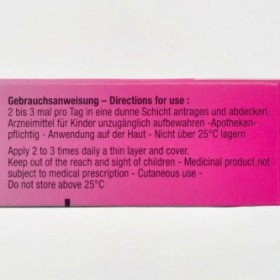 Gebrauchsanweisung – Directions for use :
2 bis 3 mal pro Tag in eine dunne Schicht antragen und abdecken.
Arzneimittel für Kinder unzugänglich aufbewahren -Apotheken-
pflichtig - Anwendung auf der Haut - Nicht über 25°C lagern
Apply 2 to 3 times daily a thin layer and cover.
Keep out of the reach and sight of children - Medicinal product not
subject to medical prescription - Cutaneous use -
Do not store above 25°C